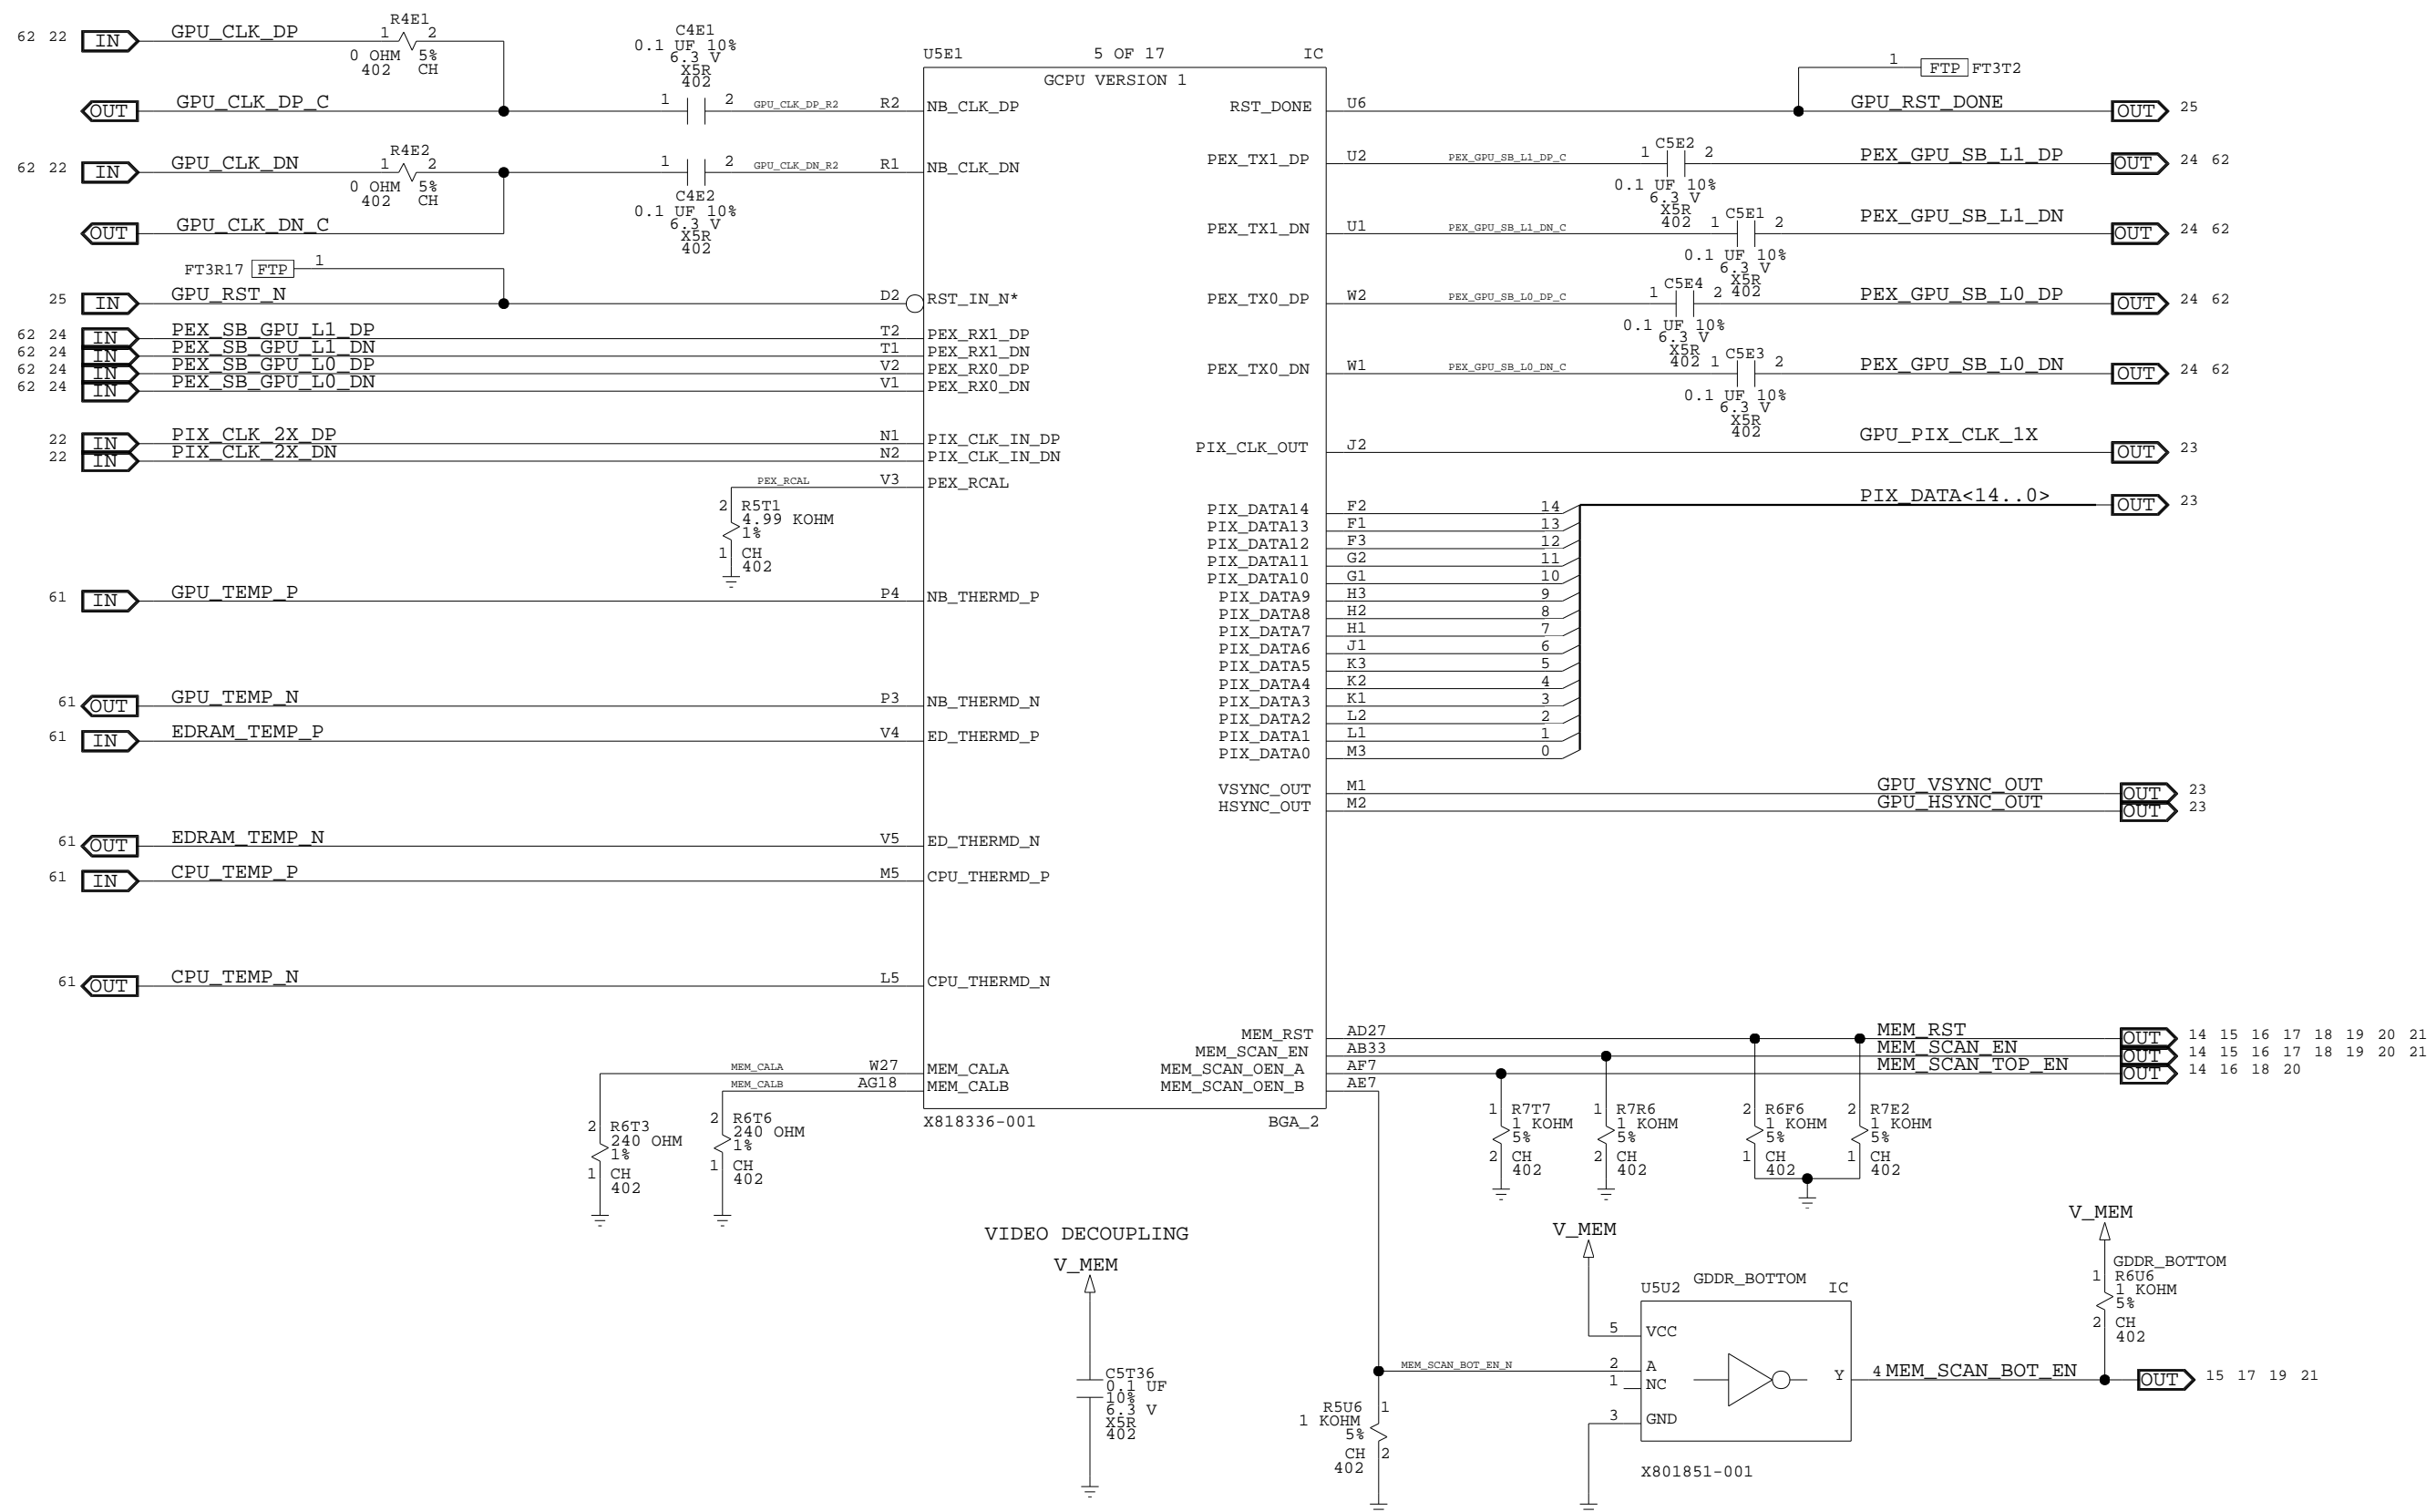 R4E1
62 22 IN GPU_CLK_DP 1 2
0 OHM 5%
402 CH
C4E1
0.1 UF 10%
6.3 V
X5R
402
OUT GPU_CLK_DP_C 1 2 GPU_CLK_DP_R2 R2 NB_CLK_DP
R4E2
62 22 IN GPU_CLK_DN 1 2
0 OHM 5%
402 CH
1 2 GPU_CLK_DN_R2 R1 NB_CLK_DN
C4E2
0.1 UF 10%
6.3 V
X5R
402
OUT GPU_CLK_DN_C
FT3R17 FTP 1
25 IN GPU_RST_N D2 RST_IN_N*
62 24 IN PEX_SB_GPU_L1_DP T2 PEX_RX1_DP
62 24 IN PEX_SB_GPU_L1_DN T1 PEX_RX1_DN
62 24 IN PEX_SB_GPU_L0_DP V2 PEX_RX0_DP
62 24 IN PEX_SB_GPU_L0_DN V1 PEX_RX0_DN
22 IN PIX_CLK_2X_DP N1 PIX_CLK_IN_DP
22 IN PIX_CLK_2X_DN N2 PIX_CLK_IN_DN
PEX_RCAL V3 PEX_RCAL
2 R5T1
4.99 KOHM
1%
1 CH
402
61 IN GPU_TEMP_P P4 NB_THERMD_P
61 OUT GPU_TEMP_N P3 NB_THERMD_N
61 IN EDRAM_TEMP_P V4 ED_THERMD_P
61 OUT EDRAM_TEMP_N V5 ED_THERMD_N
61 IN CPU_TEMP_P M5 CPU_THERMD_P
61 OUT CPU_TEMP_N L5 CPU_THERMD_N
MEM_CALA W27 MEM_CALA
MEM_CALB AG18 MEM_CALB
2 R6T3
240 OHM
1%
1 CH
402
2 R6T6
240 OHM
1%
1 CH
402
U5E1 5 OF 17 IC
GCPU VERSION 1
X818336-001 BGA_2
1 FTP FT3T2
RST_DONE U6 GPU_RST_DONE OUT 25
PEX_TX1_DP U2 PEX_GPU_SB_L1_DP_C 1 C5E2 2 PEX_GPU_SB_L1_DP OUT 24 62
0.1 UF 10%
6.3 V
X5R
402
PEX_TX1_DN U1 PEX_GPU_SB_L1_DN_C 1 C5E1 2 PEX_GPU_SB_L1_DN OUT 24 62
0.1 UF 10%
6.3 V
X5R
402
PEX_TX0_DP W2 PEX_GPU_SB_L0_DP_C 1 C5E4 2 PEX_GPU_SB_L0_DP OUT 24 62
0.1 UF 10%
6.3 V
X5R
402
PEX_TX0_DN W1 PEX_GPU_SB_L0_DN_C 1 C5E3 2 PEX_GPU_SB_L0_DN OUT 24 62
0.1 UF 10%
6.3 V
X5R
402
PIX_CLK_OUT J2 GPU_PIX_CLK_1X OUT 23
PIX_DATA<14..0> OUT 23
PIX_DATA14 F2 14
PIX_DATA13 F1 13
PIX_DATA12 F3 12
PIX_DATA11 G2 11
PIX_DATA10 G1 10
PIX_DATA9 H3 9
PIX_DATA8 H2 8
PIX_DATA7 H1 7
PIX_DATA6 J1 6
PIX_DATA5 K3 5
PIX_DATA4 K2 4
PIX_DATA3 K1 3
PIX_DATA2 L2 2
PIX_DATA1 L1 1
PIX_DATA0 M3 0
VSYNC_OUT M1 GPU_VSYNC_OUT OUT 23
HSYNC_OUT M2 GPU_HSYNC_OUT OUT 23
MEM_RST AD27 MEM_RST OUT 14 15 16 17 18 19 20 21
MEM_SCAN_EN AB33 MEM_SCAN_EN OUT 14 15 16 17 18 19 20 21
MEM_SCAN_OEN_A AF7 MEM_SCAN_TOP_EN OUT 14 16 18 20
MEM_SCAN_OEN_B AE7
1 R7T7
1 KOHM
5%
2 CH
402
1 R7R6
1 KOHM
5%
2 CH
402
2 R6F6
1 KOHM
5%
1 CH
402
2 R7E2
1 KOHM
5%
1 CH
402
VIDEO DECOUPLING
V_MEM
C5T36
0.1 UF
10%
6.3 V
X5R
402
V_MEM
U5U2 GDDR_BOTTOM IC
5 VCC
MEM_SCAN_BOT_EN_N 2 A
1 NC
3 GND
Y 4 MEM_SCAN_BOT_EN OUT 15 17 19 21
X801851-001
R5U6 1
1 KOHM
5%
CH 2
402
V_MEM
GDDR_BOTTOM
1 R6U6
1 KOHM
5%
2 CH
402